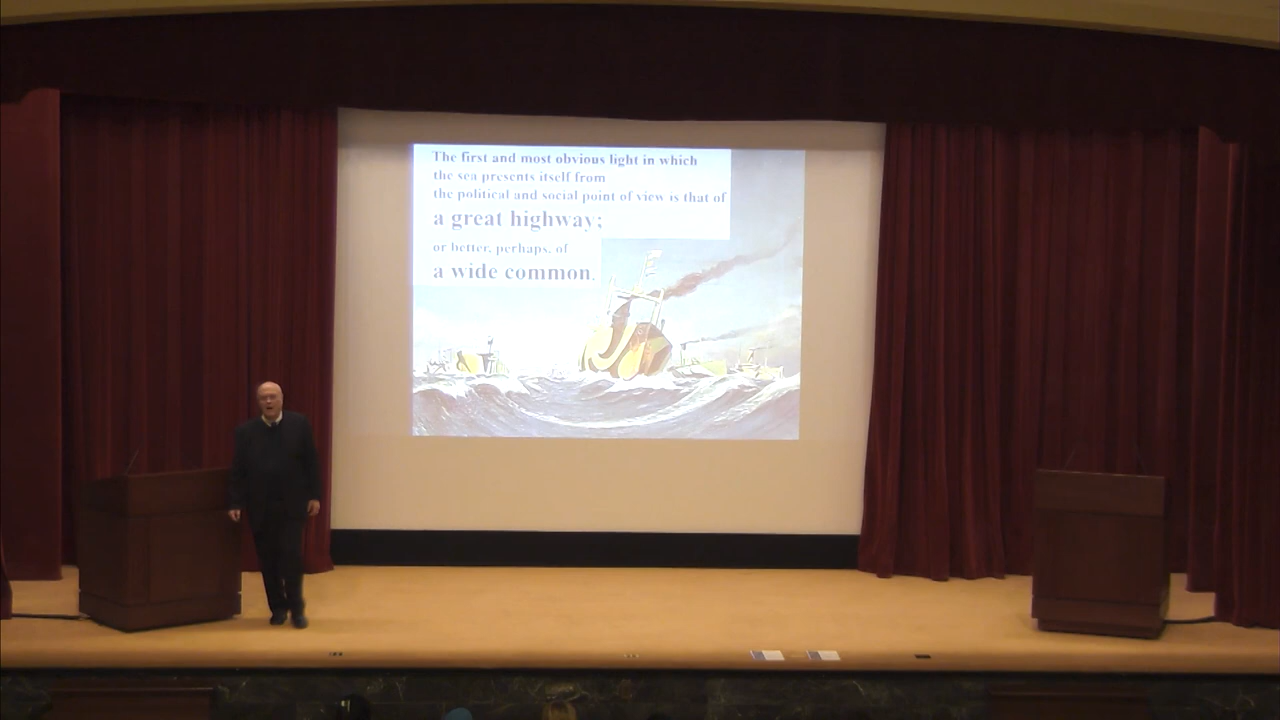 The first and most obvious light in which
the sea presents itself from
the political and social point of view is that of
a great highway;
or better, perhaps, of
a wide common.